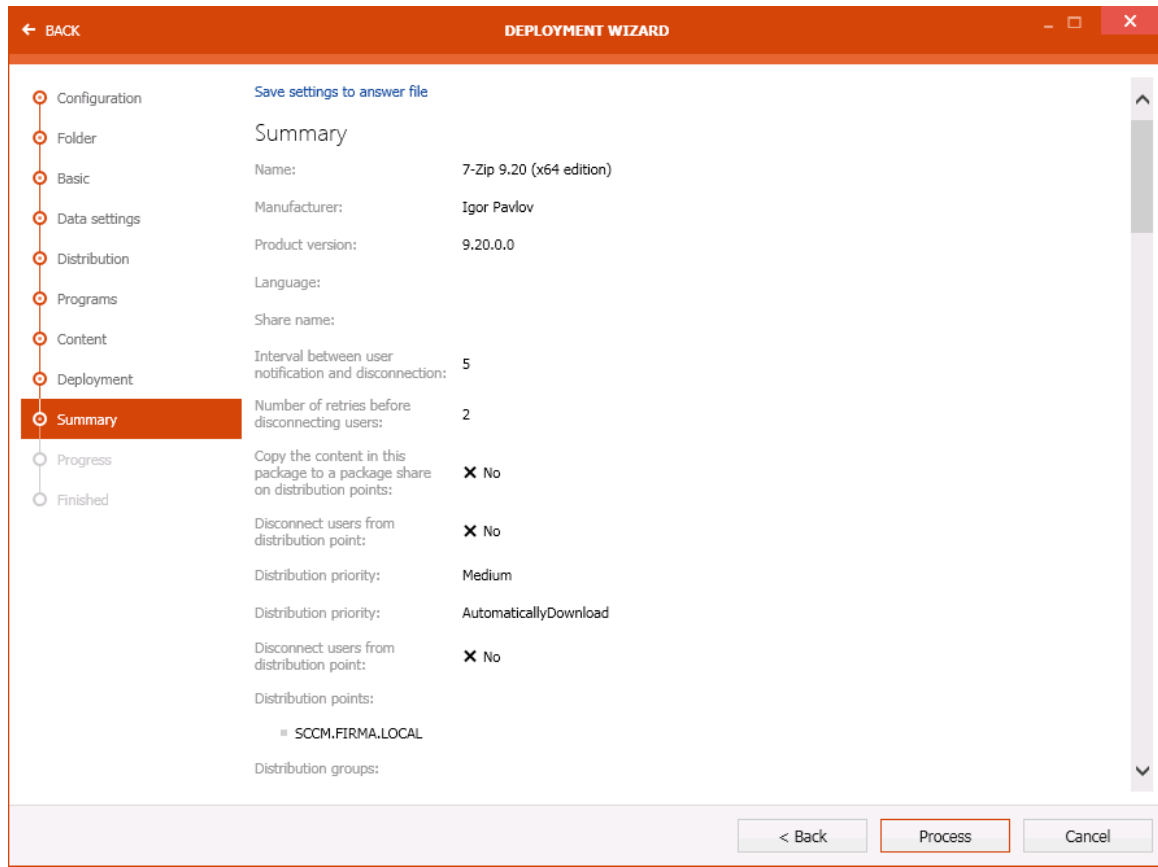 BACK
DEPLOYMENT WIZARD
Configuration
Folder
Basic
Data settings
Distribution
Programs
Content
Deployment
Summary
Progress
Finished
Save settings to answer file
Summary
Name: 7-Zip 9.20 (x64 edition)
Manufacturer: Igor Pavlov
Product version: 9.20.0.0
Language:
Share name:
Interval between user
notification and disconnection: 5
Number of retries before
disconnecting users: 2
Copy the content in this
package to a package share
on distribution points: No
Disconnect users from
distribution point: No
Distribution priority: Medium
Distribution priority: AutomaticallyDownload
Disconnect users from
distribution point: No
Distribution points:
SCCM.FIRMA.LOCAL
Distribution groups:
< Back
Process
Cancel